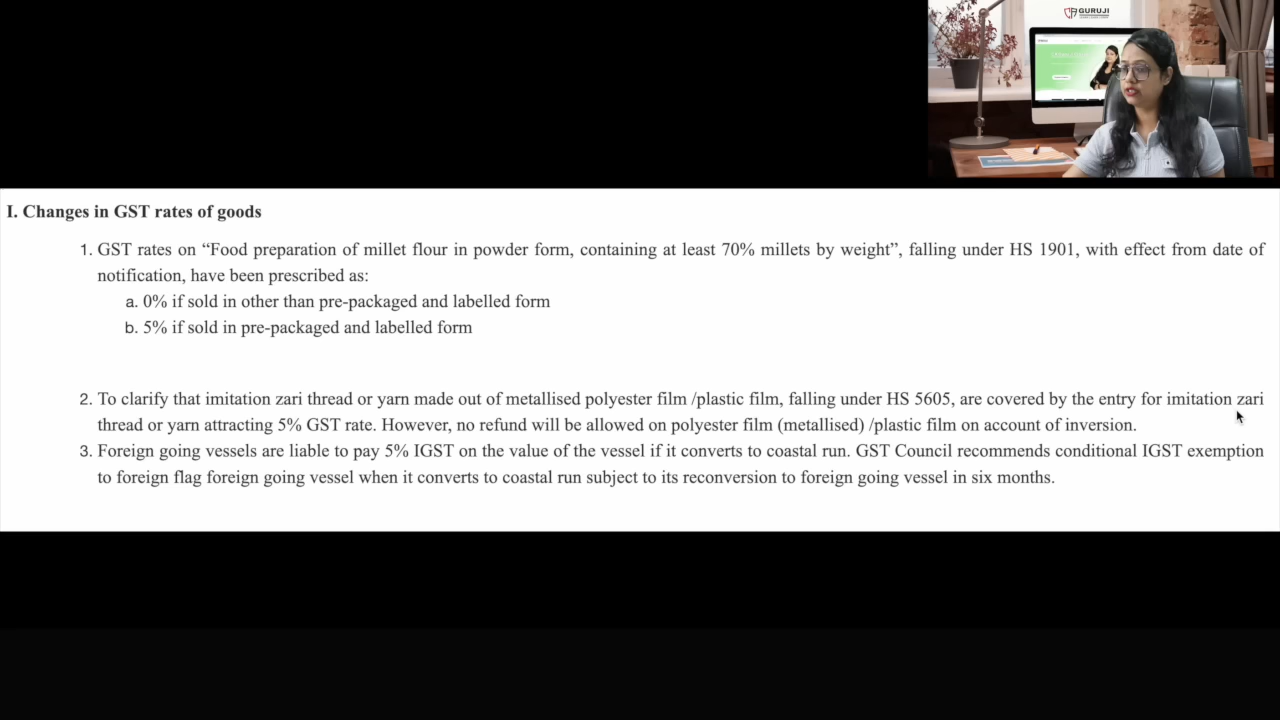 GURUJI
I. Changes in GST rates of goods
1. GST rates on “Food preparation of millet flour in powder form, containing at least 70% millets by weight”, falling under HS 1901, with effect from date of
notification, have been prescribed as:
a. 0% if sold in other than pre-packaged and labelled form
b. 5% if sold in pre-packaged and labelled form
2. To clarify that imitation zari thread or yarn made out of metallised polyester film /plastic film, falling under HS 5605, are covered by the entry for imitation zari
thread or yarn attracting 5% GST rate. However, no refund will be allowed on polyester film (metallised) /plastic film on account of inversion.
3. Foreign going vessels are liable to pay 5% IGST on the value of the vessel if it converts to coastal run. GST Council recommends conditional IGST exemption
to foreign flag foreign going vessel when it converts to coastal run subject to its reconversion to foreign going vessel in six months.